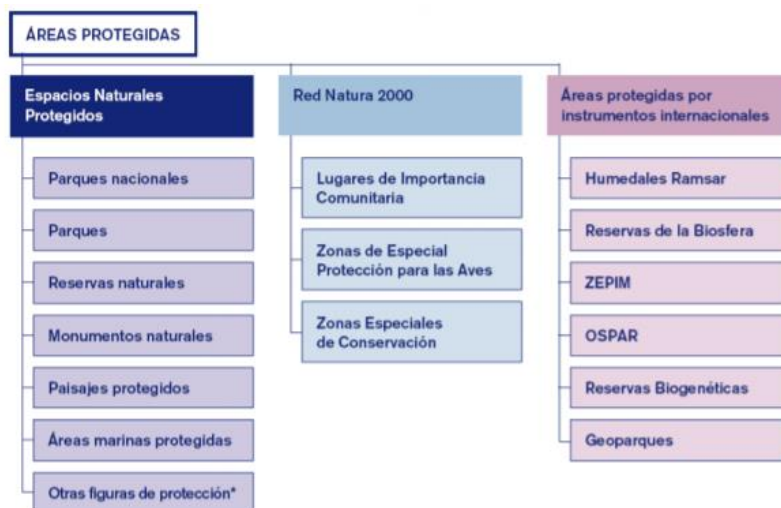 ÁREAS PROTEGIDAS
Espacios Naturales
Protegidos
Parques nacionales
Parques
Reservas naturales
Monumentos naturales
Paisajes protegidos
Áreas marinas protegidas
Otras figuras de protección*
Red Natura 2000
Lugares de Importancia
Comunitaria
Zonas de Especial
Protección para las Aves
Zonas Especiales
de Conservación
Áreas protegidas por
instrumentos internacionales
Humedales Ramsar
Reservas de la Biosfera
ZEPIM
OSPAR
Reservas Biogenéticas
Geoparques